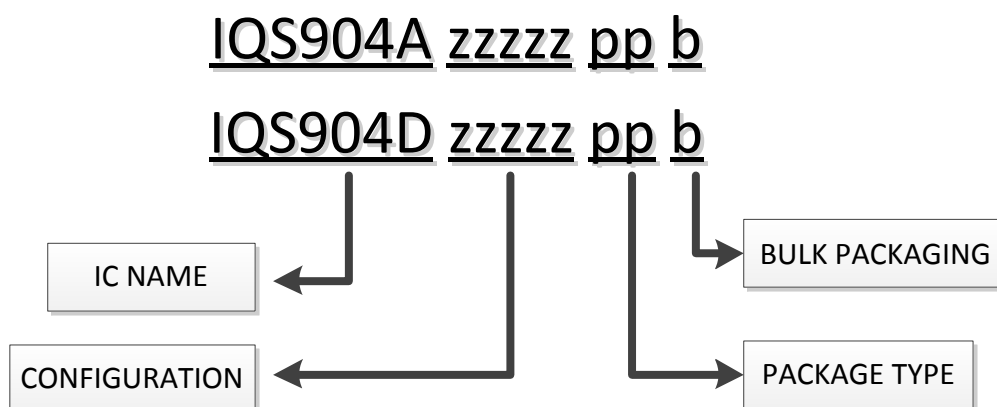 IQS904A zzzzz pp b
IQS904D zzzzz pp b
BULK PACKAGING
IC NAME
CONFIGURATION
PACKAGE TYPE